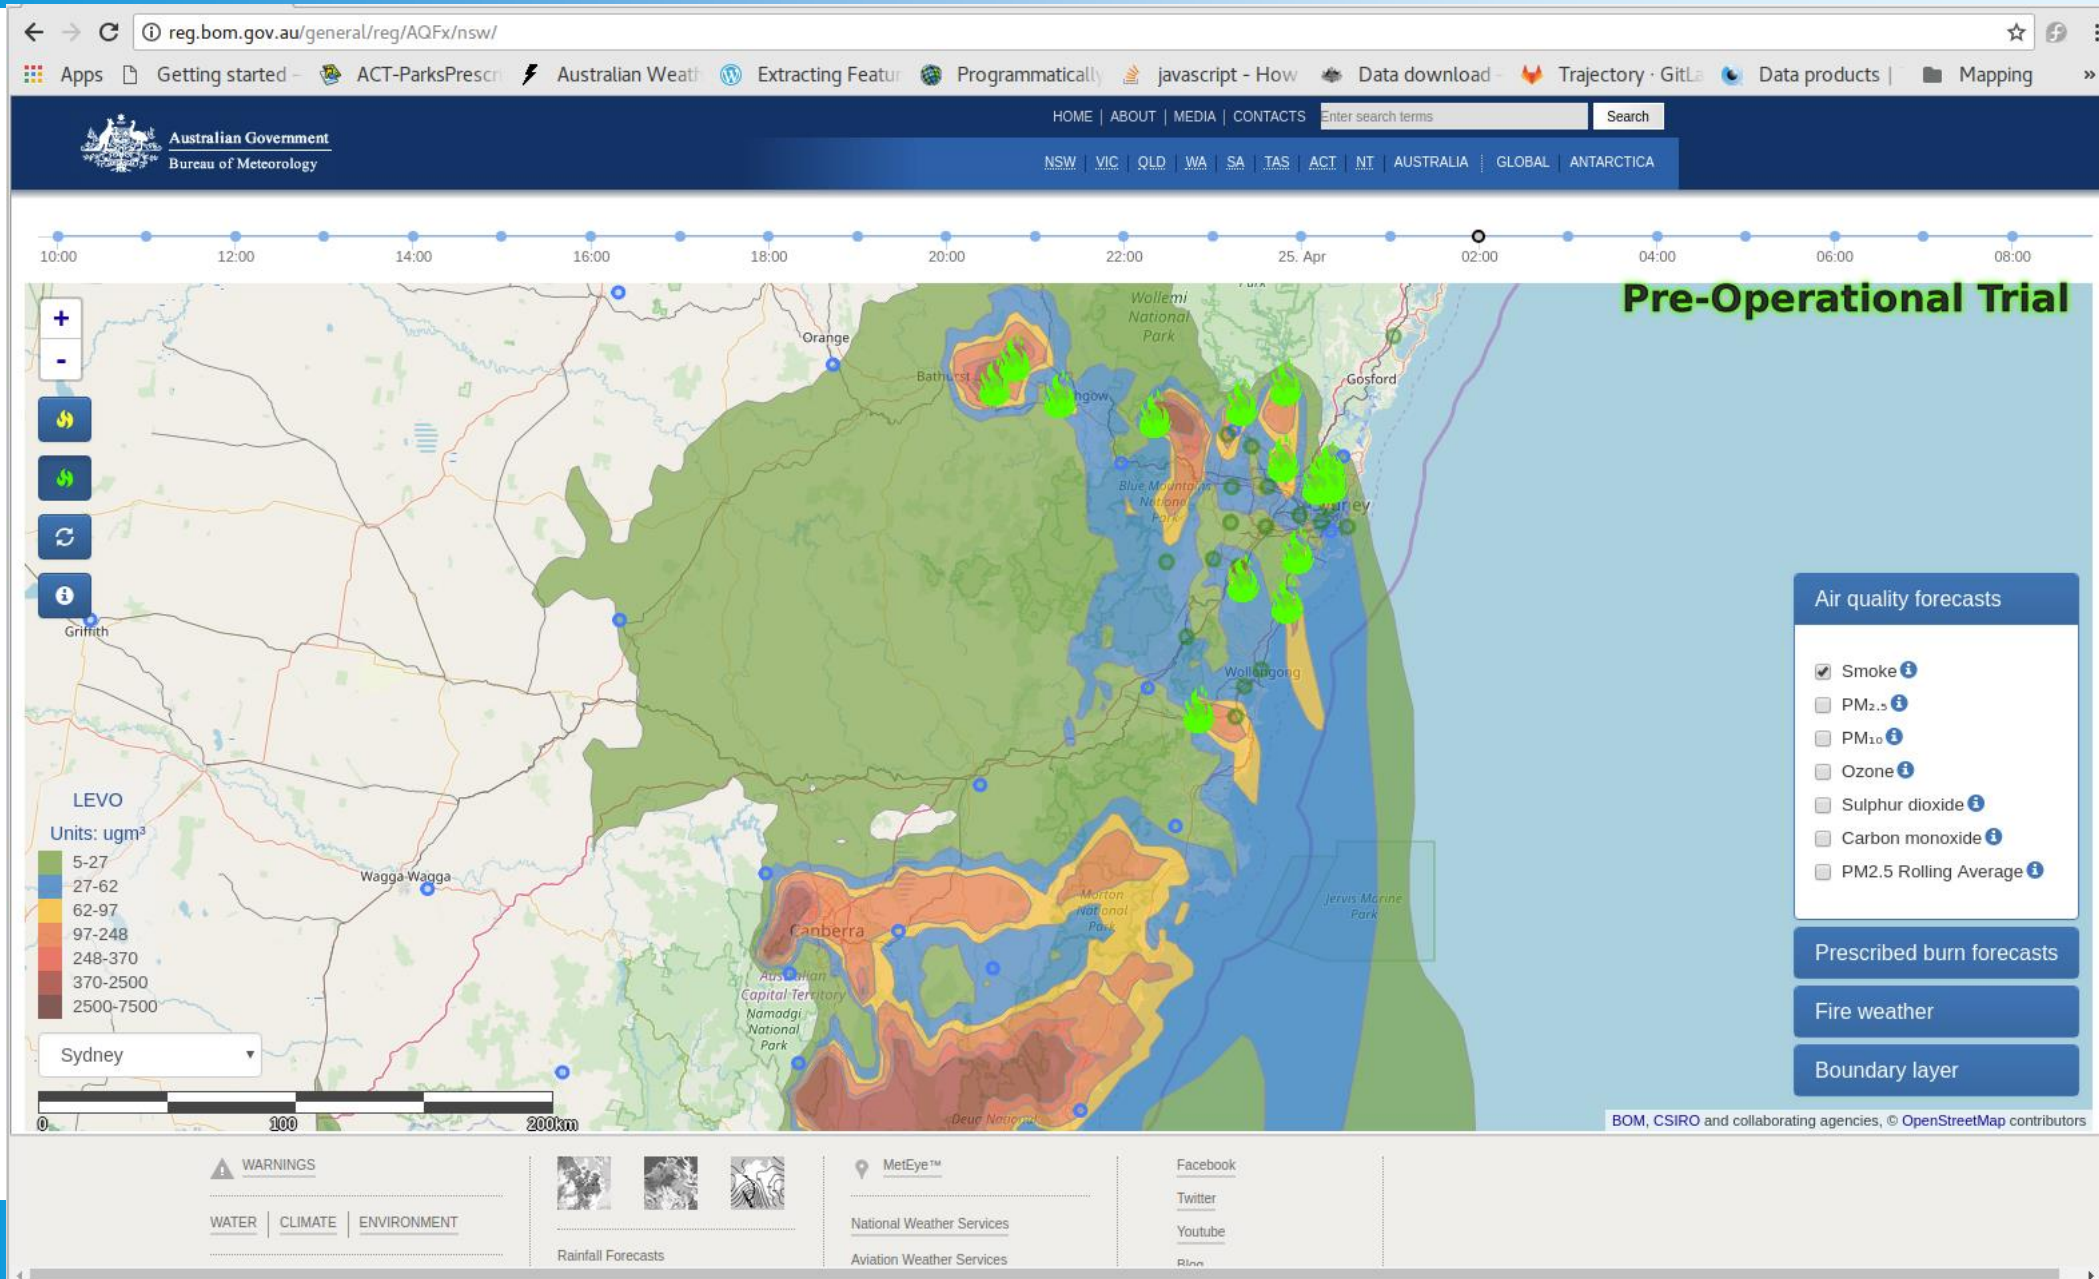 reg.bom.gov.au/general/reg/AQFx/nsw/
Apps Getting started - ACT-ParksPrescr Australian Weath Extracting Featur Programmatically javascript - How Data download - Trajectory · GitLa Data products | Mapping »
HOME | ABOUT | MEDIA | CONTACTS Enter search terms Search
Australian Government
Bureau of Meteorology
NSW | VIC | QLD | WA | SA | TAS | ACT | NT | AUSTRALIA | GLOBAL | ANTARCTICA
10:00 12:00 14:00 16:00 18:00 20:00 22:00 25. Apr 02:00 04:00 06:00 08:00
Pre-Operational Trial
+
-
Wollemi
National
Park
Orange
Bathurst
Gosford
Blue Mountains
National
Park
Griffith
Wollongong
Wagga Wagga
Morton
National
Park
Jervis Marine
Park
Canberra
Australian
Capital Territory
Namadgi
National
Park
Deua National
LEVO
Units: ugm³
5-27
27-62
62-97
97-248
248-370
370-2500
2500-7500
Sydney
0 100 200km
Air quality forecasts
Smoke
PM₂.₅
PM₁₀
Ozone
Sulphur dioxide
Carbon monoxide
PM2.5 Rolling Average
Prescribed burn forecasts
Fire weather
Boundary layer
BOM, CSIRO and collaborating agencies, © OpenStreetMap contributors
WARNINGS
WATER | CLIMATE | ENVIRONMENT
Rainfall Forecasts
MetEye™
National Weather Services
Aviation Weather Services
Facebook
Twitter
Youtube
Blog